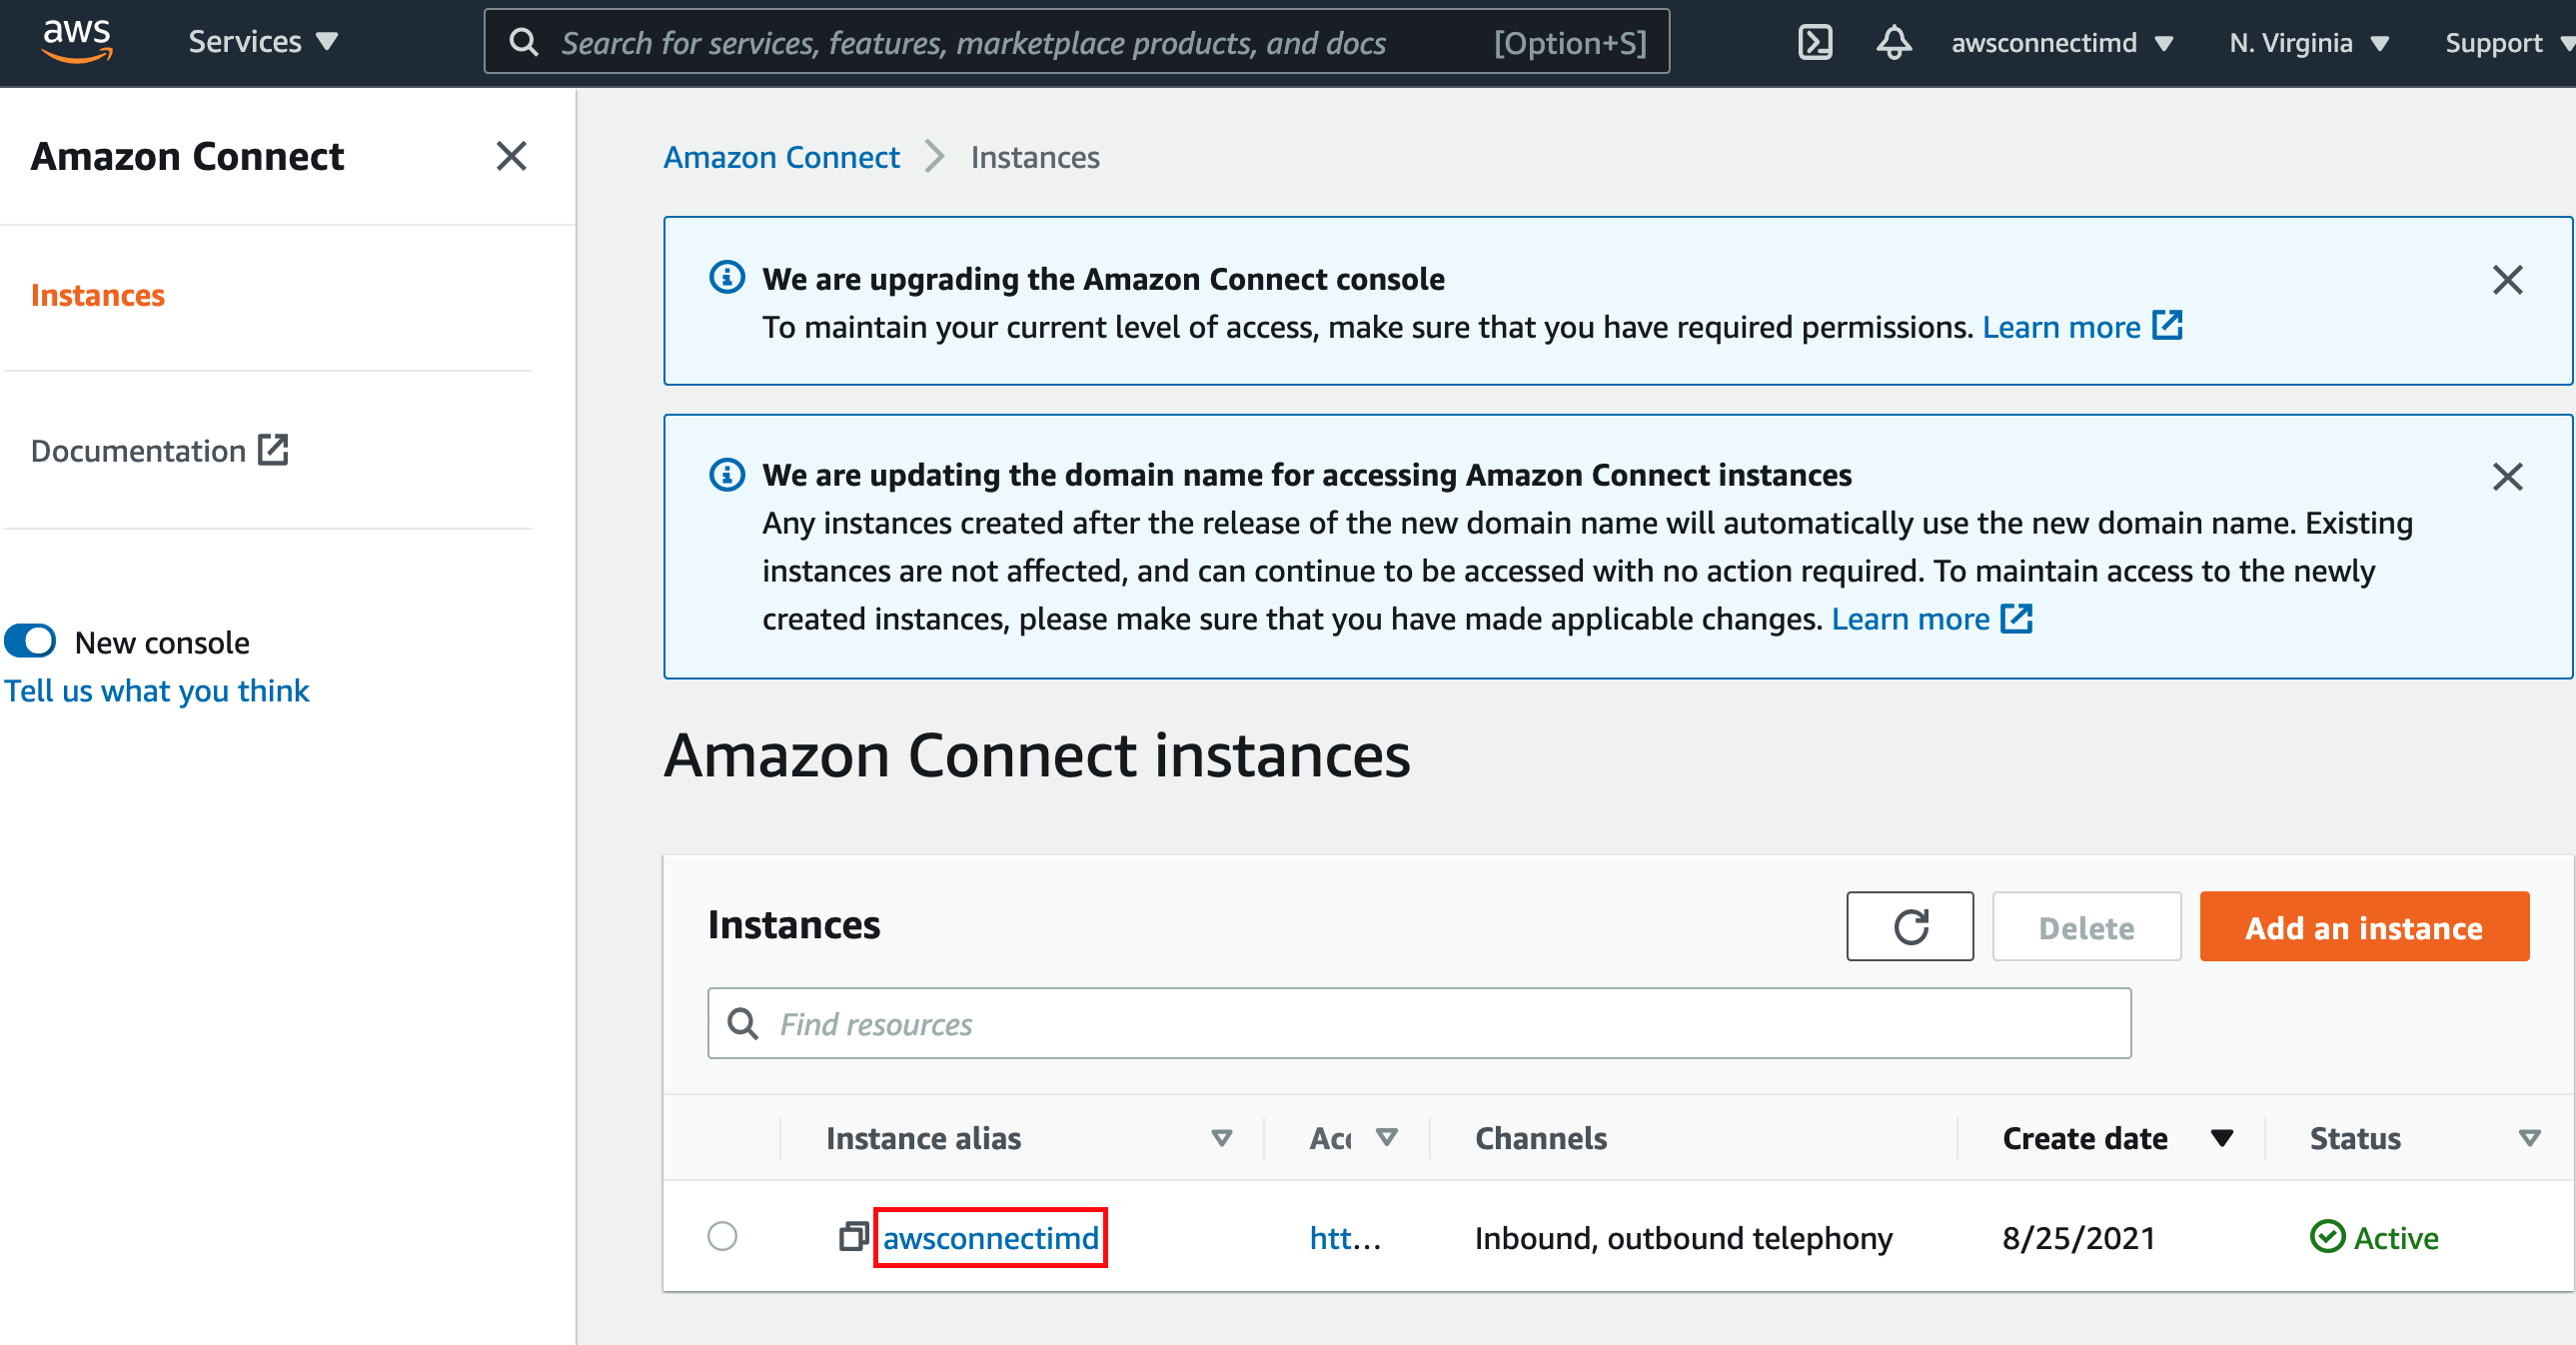 aws
Services
Search for services, features, marketplace products, and docs [Option+S]
awsconnectimd
N. Virginia
Support
Amazon Connect
Instances
Documentation
New console
Tell us what you think
Amazon Connect
Instances
We are upgrading the Amazon Connect console
To maintain your current level of access, make sure that you have required permissions. Learn more
We are updating the domain name for accessing Amazon Connect instances
Any instances created after the release of the new domain name will automatically use the new domain name. Existing
instances are not affected, and can continue to be accessed with no action required. To maintain access to the newly
created instances, please make sure that you have made applicable changes. Learn more
Amazon Connect instances
Instances
Delete
Add an instance
Find resources
Instance alias
Channels
Create date
Status
awsconnectimd
htt...
Inbound, outbound telephony
8/25/2021
Active